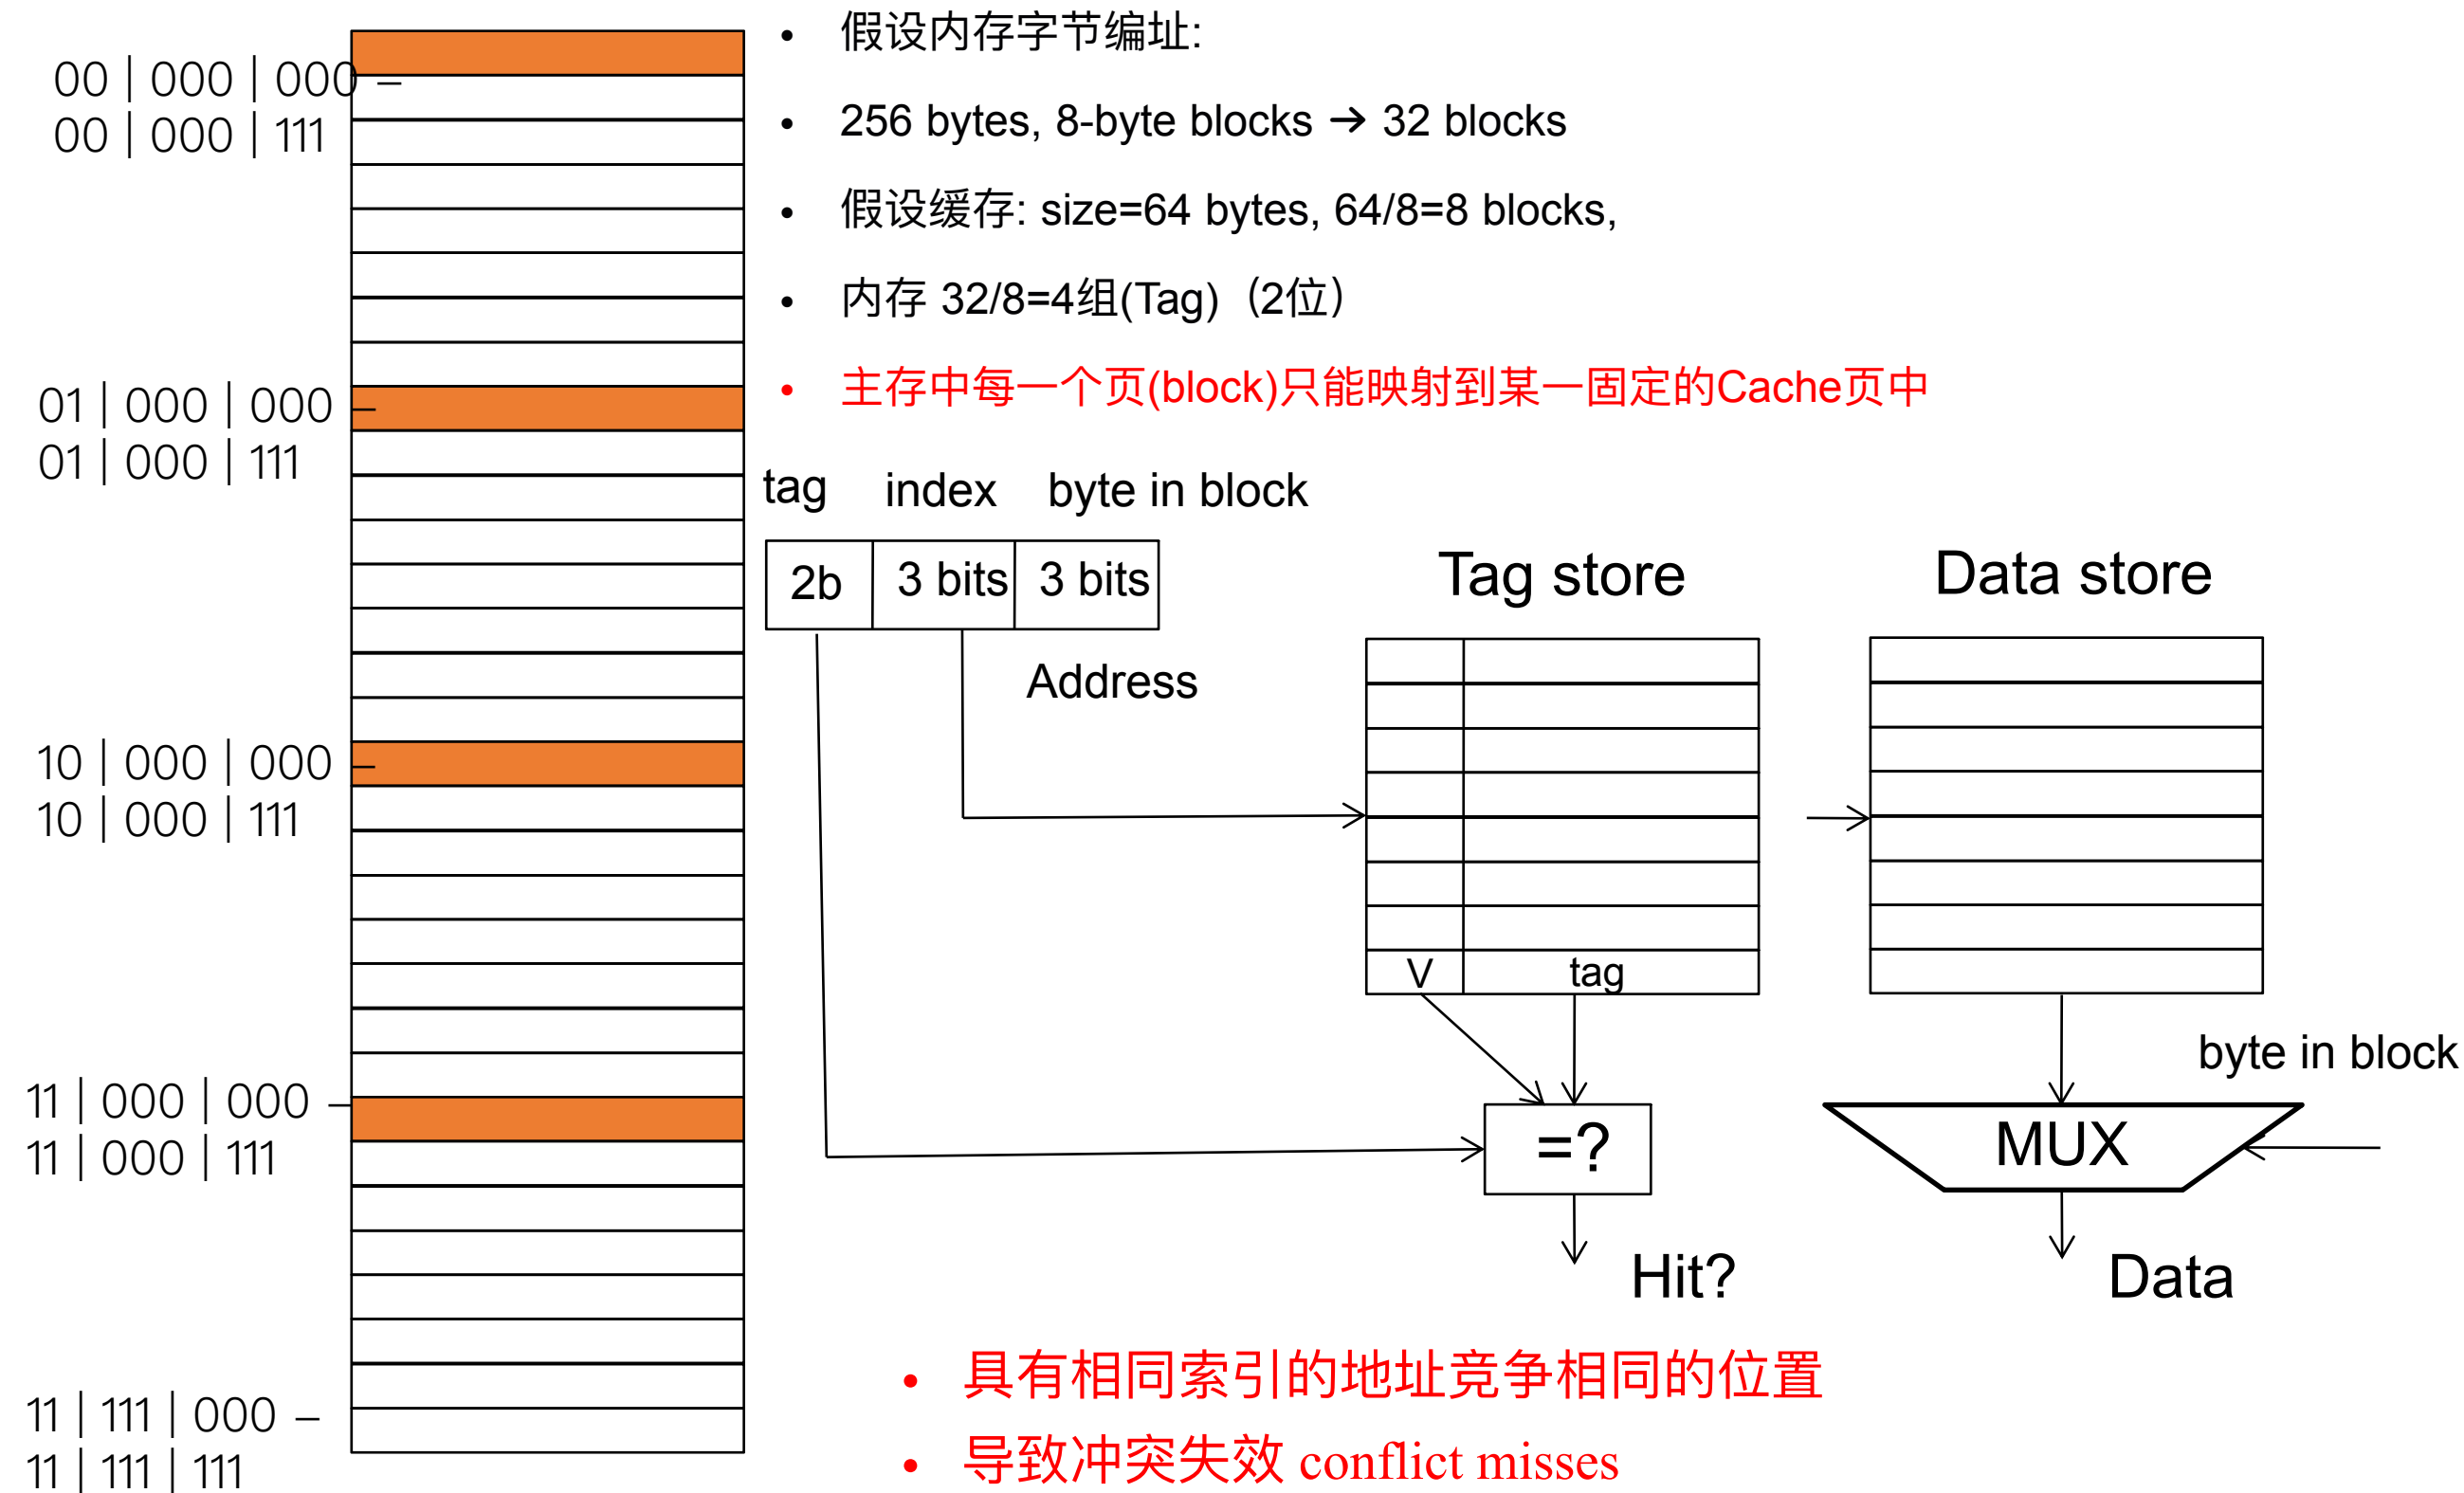 00 | 000 | 000 –
00 | 000 | 111
01 | 000 | 000 –
01 | 000 | 111
10 | 000 | 000 –
10 | 000 | 111
11 | 000 | 000 –
11 | 000 | 111
11 | 111 | 000 –
11 | 111 | 111
• 假设内存字节编址:
• 256 bytes, 8-byte blocks → 32 blocks
• 假设缓存: size=64 bytes, 64/8=8 blocks,
• 内存 32/8=4组(Tag)（2位）
• 主存中每一个页(block)只能映射到某一固定的Cache页中
tag index byte in block
2b 3 bits 3 bits
Address
Tag store
Data store
V tag
byte in block
=?
MUX
Hit?
Data
• 具有相同索引的地址竞争相同的位置
• 导致冲突失效 conflict misses